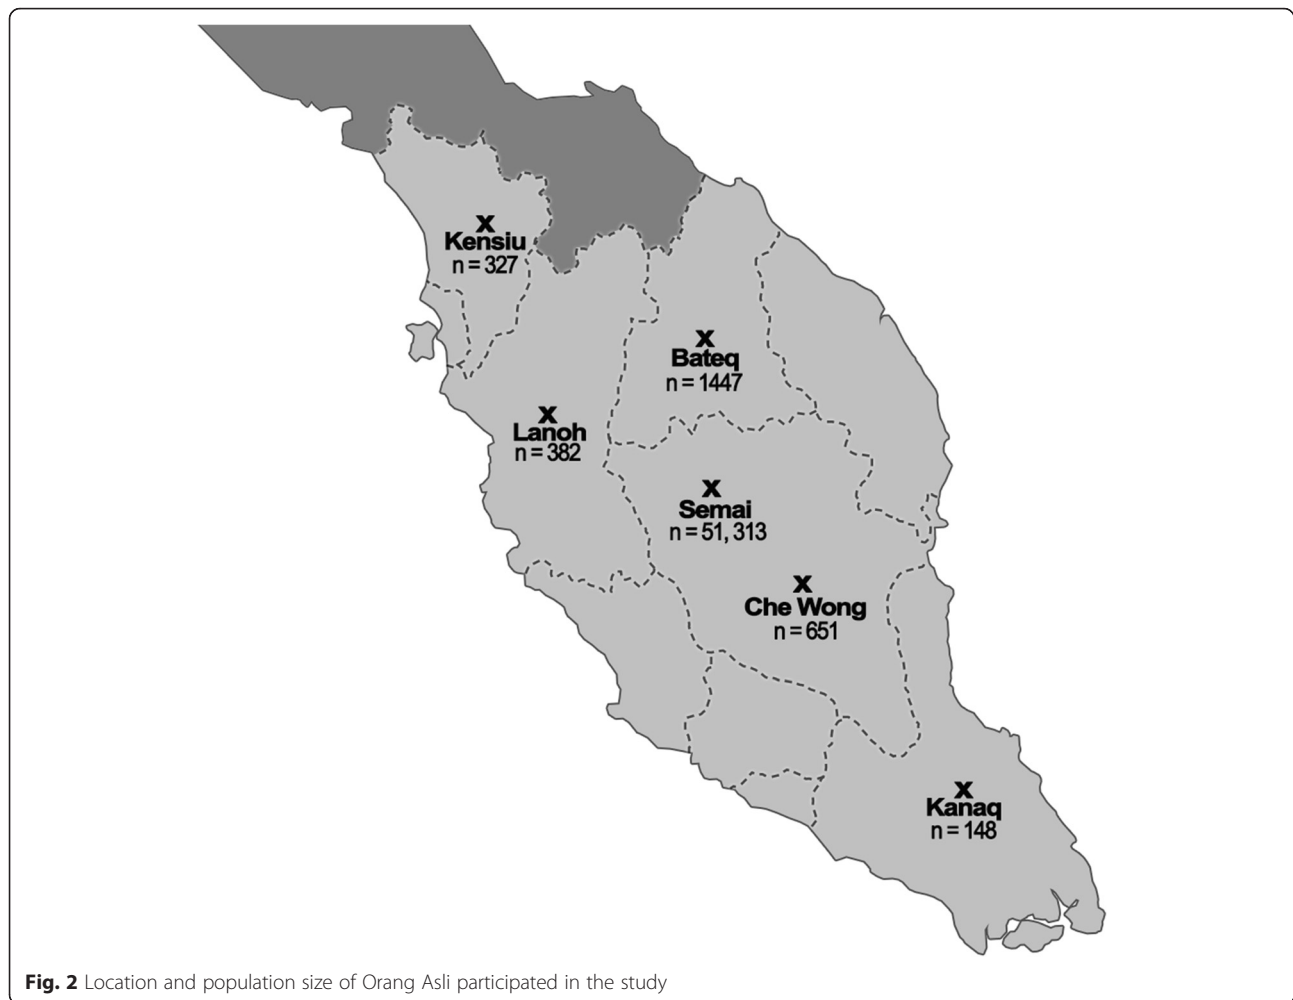 X
Kensiu
n = 327
X
Bateq
n = 1447
X
Lanoh
n = 382
X
Semai
n = 51, 313
X
Che Wong
n = 651
X
Kanaq
n = 148
Fig. 2 Location and population size of Orang Asli participated in the study